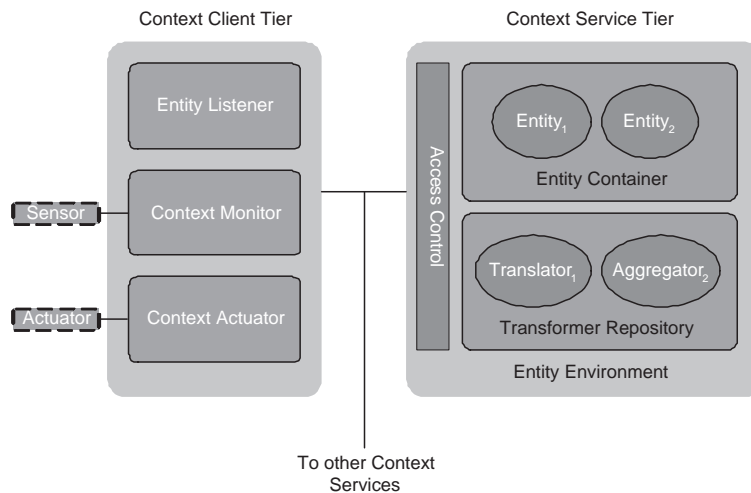 Context Client Tier
Context Service Tier
Entity Listener
Sensor
Context Monitor
Actuator
Context Actuator
Access Control
Entity1
Entity2
Entity Container
Translator1
Aggregator2
Transformer Repository
Entity Environment
To other Context
Services